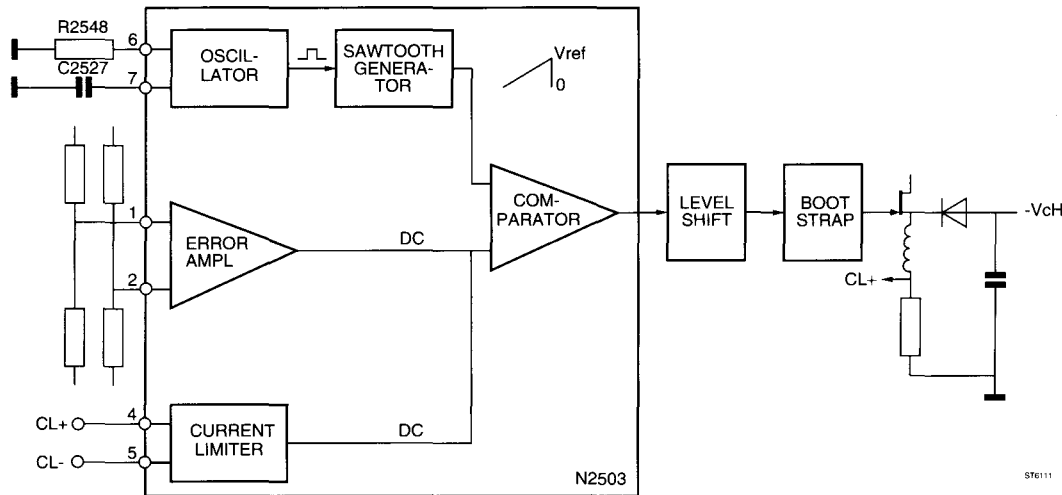 R2548
6
C2527
7
OSCIL-
LATOR
SAWTOOTH
GENERA-
TOR
Vref
0
1
2
ERROR
AMPL
DC
COM-
PARATOR
LEVEL
SHIFT
BOOT
STRAP
-VcH
CL+
CL+
4
CL-
5
CURRENT
LIMITER
DC
N2503
ST6111